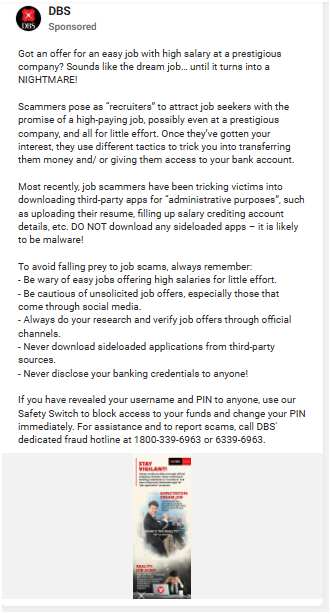 DBS
Sponsored
Got an offer for an easy job with high salary at a prestigious
company? Sounds like the dream job... until it turns into a
NIGHTMARE!
Scammers pose as “recruiters” to attract job seekers with the
promise of a high-paying job, possibly even at a prestigious
company, and all for little effort. Once they’ve gotten your
interest, they use different tactics to trick you into transferring
them money and/ or giving them access to your bank account.
Most recently, job scammers have been tricking victims into
downloading third-party apps for “administrative purposes”, such
as uploading their resume, filling up salary crediting account
details, etc. DO NOT download any sideloaded apps – it is likely
to be malware!
To avoid falling prey to job scams, always remember:
- Be wary of easy jobs offering high salaries for little effort.
- Be cautious of unsolicited job offers, especially those that
come through social media.
- Always do your research and verify job offers through official
channels.
- Never download sideloaded applications from third-party
sources.
- Never disclose your banking credentials to anyone!
If you have revealed your username and PIN to anyone, use our
Safety Switch to block access to your funds and change your PIN
immediately. For assistance and to report scams, call DBS’
dedicated fraud hotline at 1800-339-6963 or 6339-6963.
STAY
VIGILANT!
EXPECTATION:
DREAM JOB
REALITY:
JOB SCAM